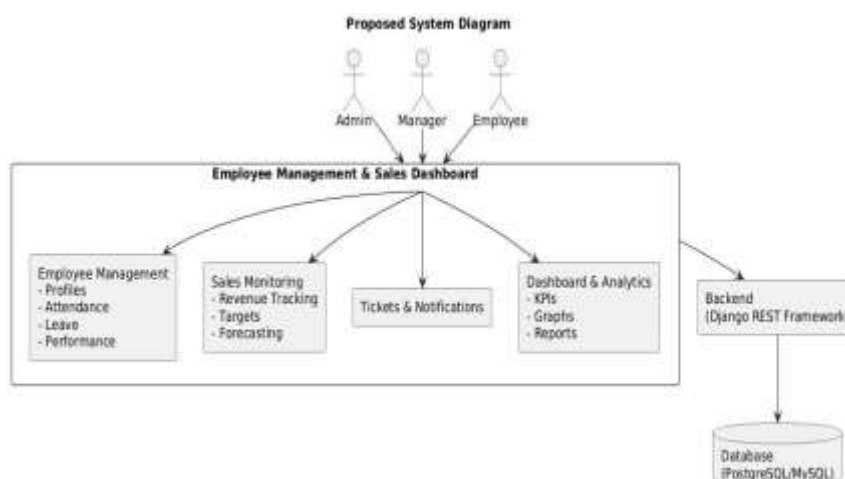 Proposed System Diagram
Admin
Manager
Employee
Employee Management & Sales Dashboard
Employee Management
- Profiles
- Attendance
- Leave
- Performance
Sales Monitoring
- Revenue Tracking
- Targets
- Forecasting
Tickets & Notifications
Dashboard & Analytics
- KPIs
- Graphs
- Reports
Backend
(Django REST Framework
Database
(PostgreSQL/MySQL)